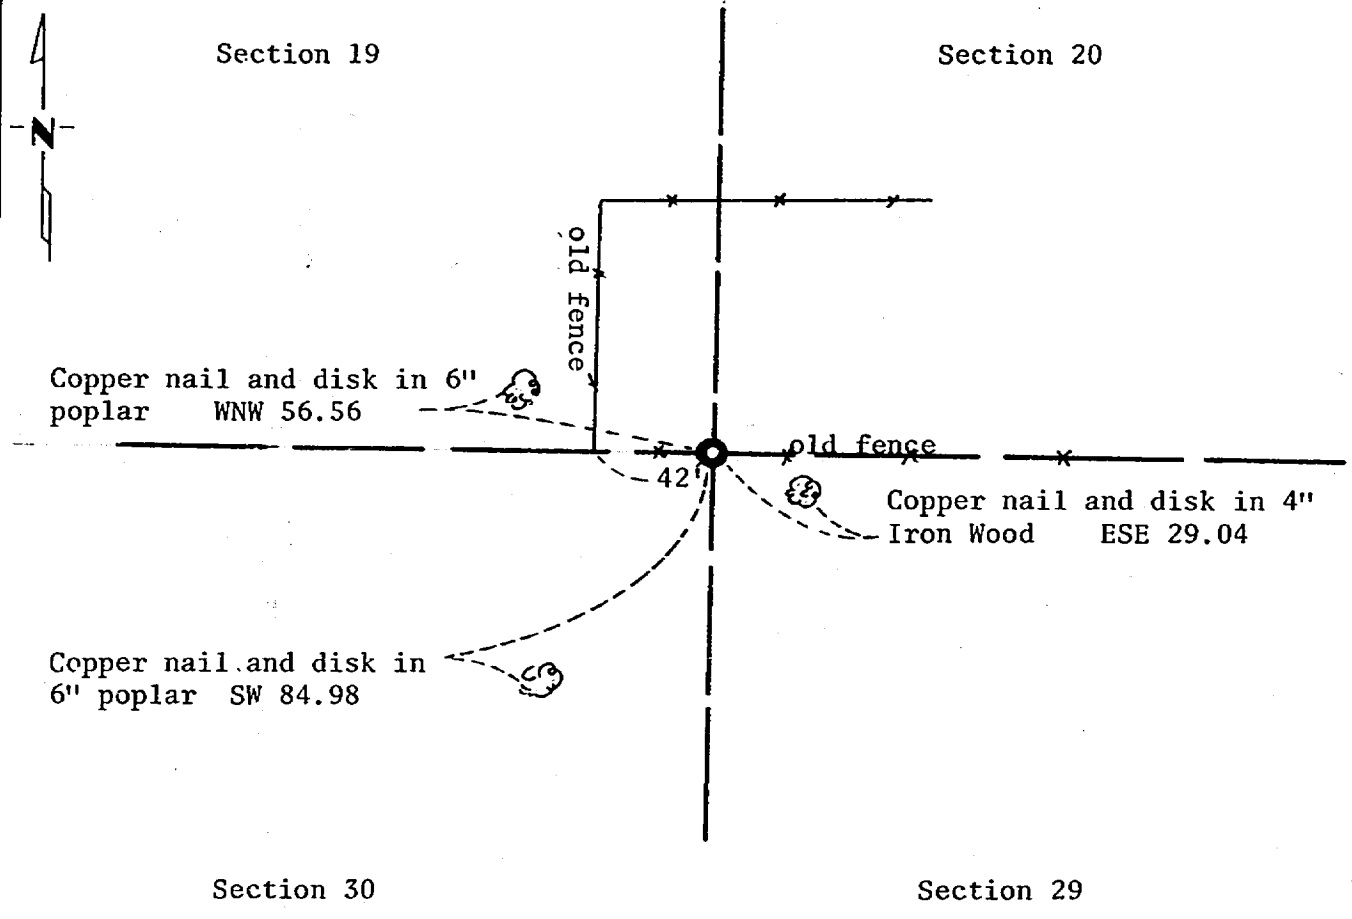 Section 19
Section 20
N
old fence
Copper nail and disk in 6"
poplar WNW 56.56
old fence
42'
Copper nail and disk in 4"
Iron Wood ESE 29.04
Copper nail and disk in
6" poplar SW 84.98
Section 30
Section 29